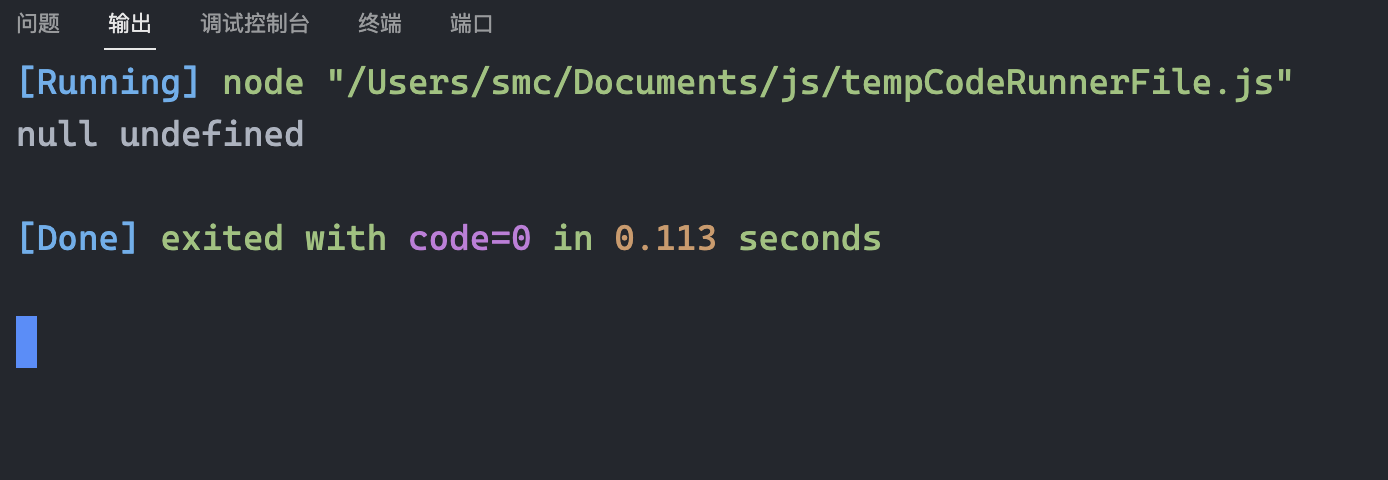 问题 输出 调试控制台 终端 端口
[Running] node "/Users/smc/Documents/js/tempCodeRunnerFile.js"
null undefined
[Done] exited with code=0 in 0.113 seconds